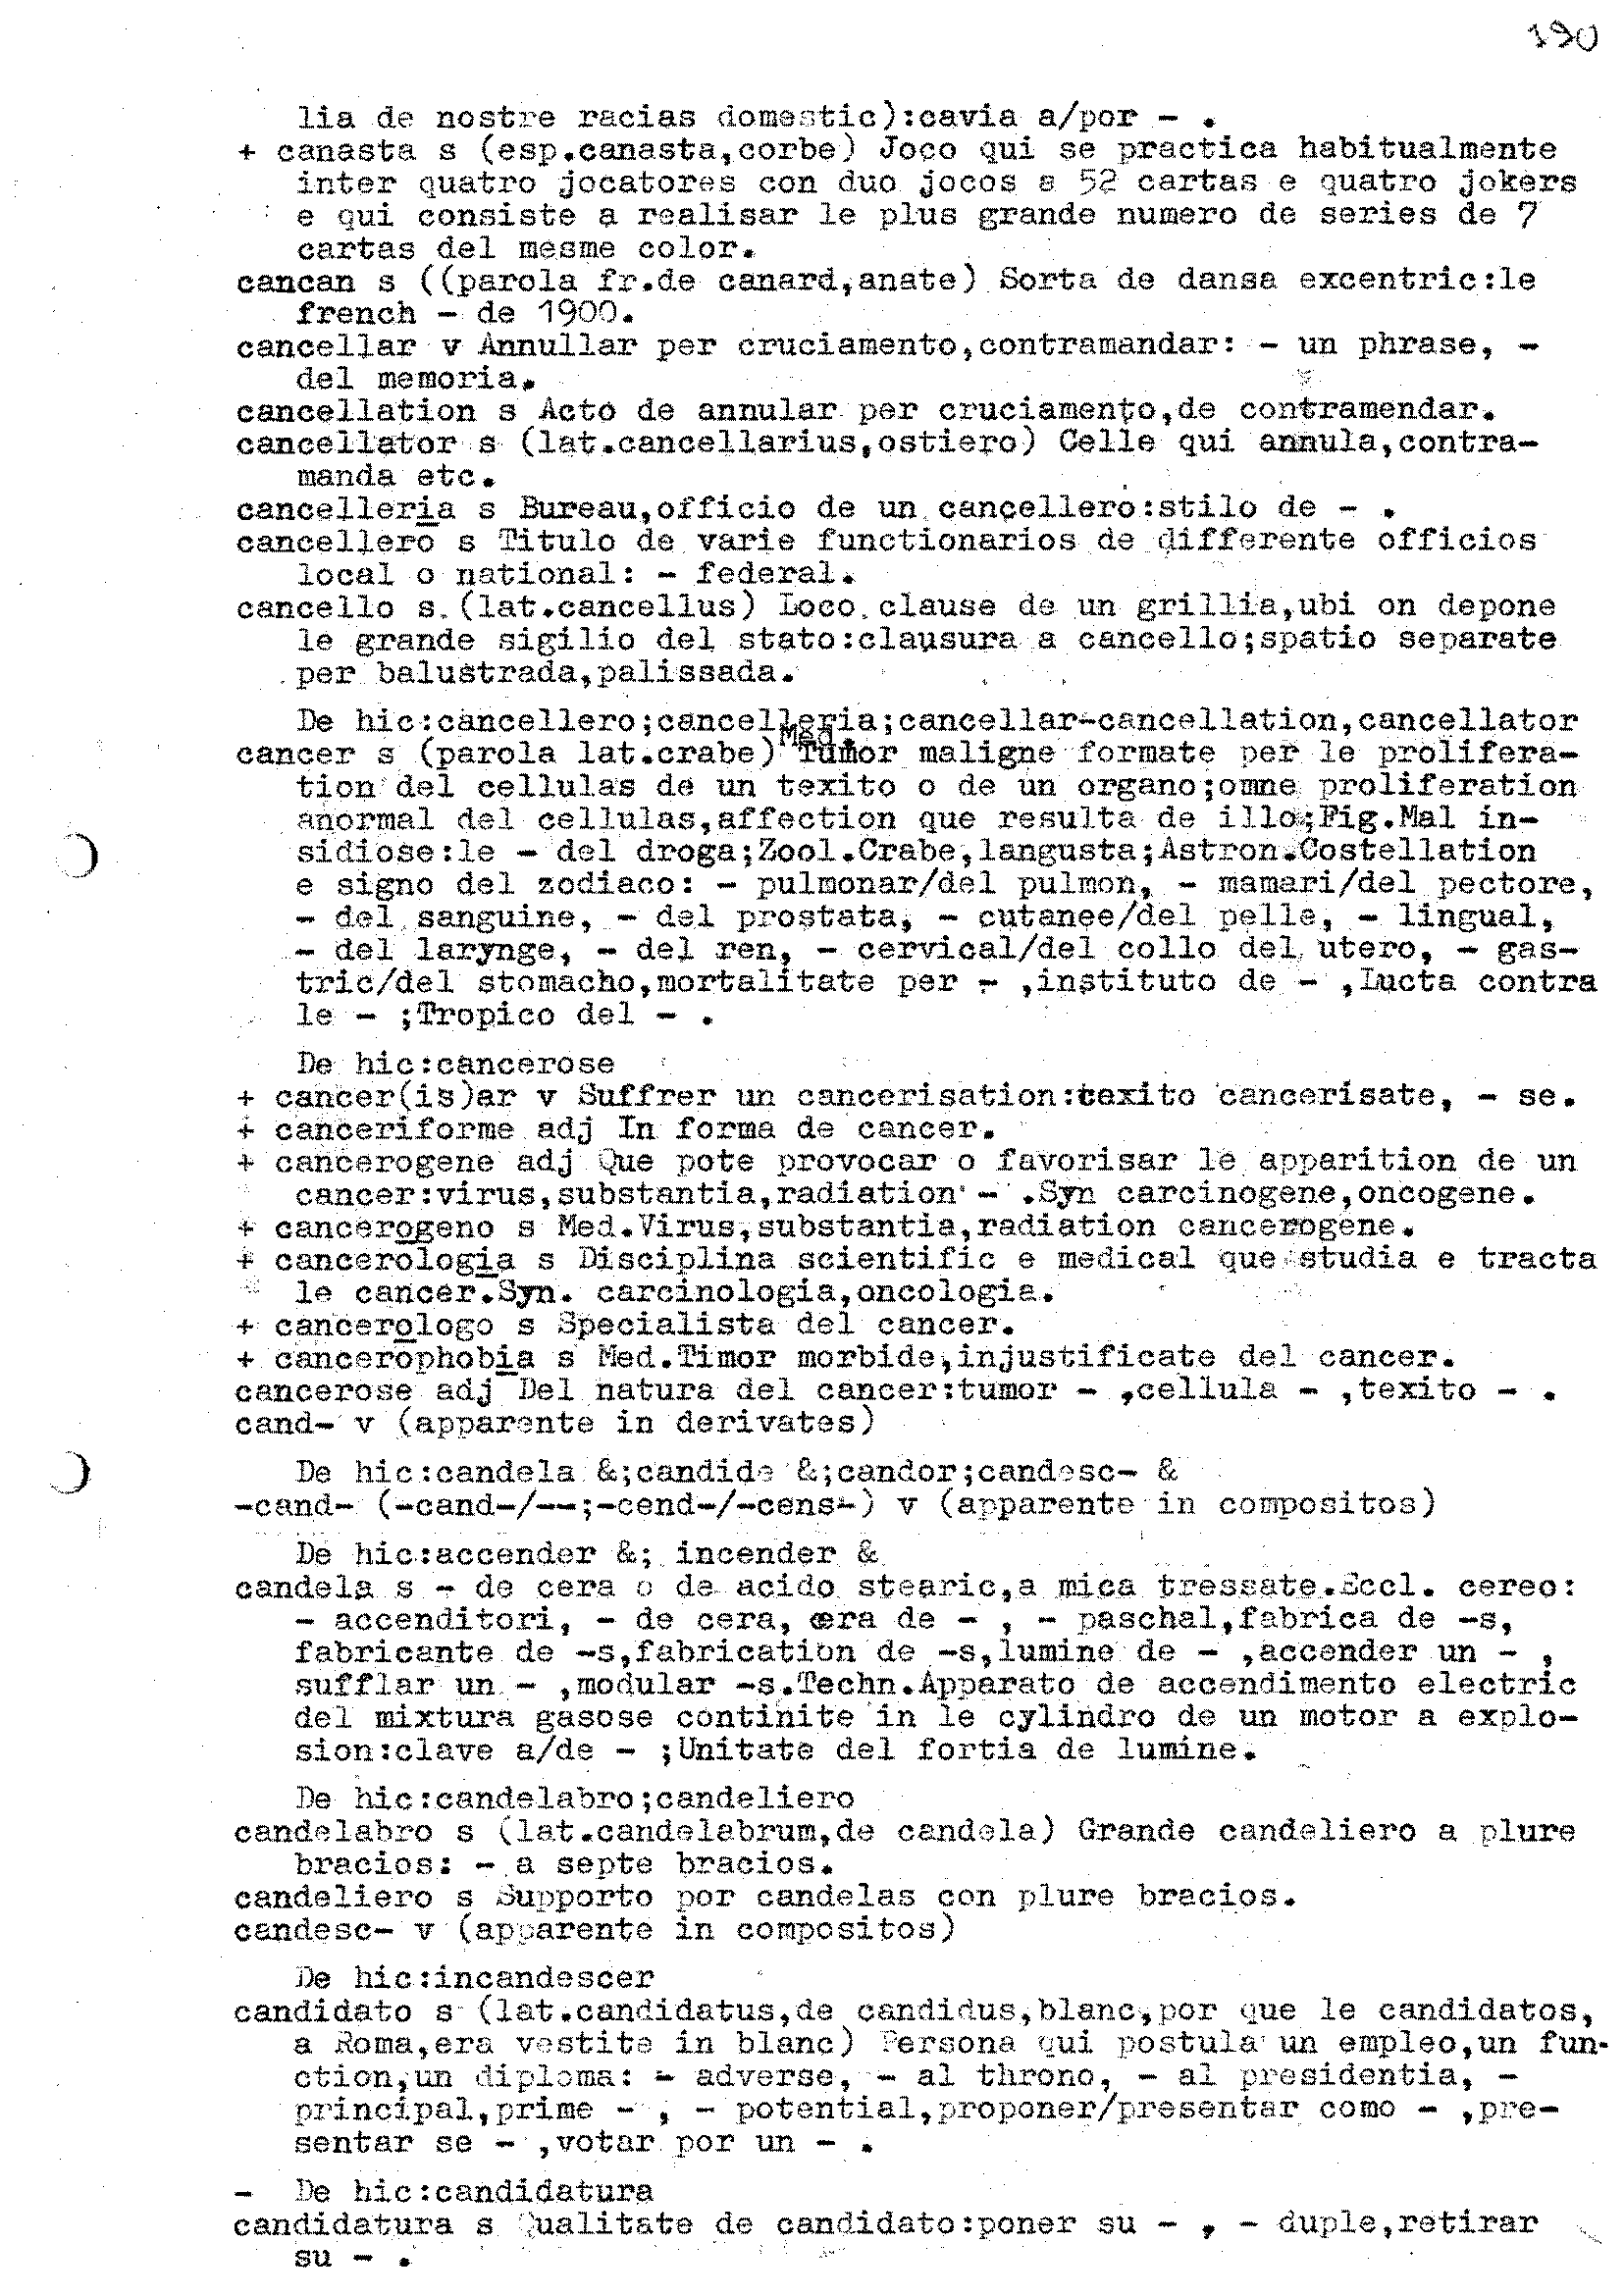 190
lia de nostre racias domestic):cavia a/por - .
+ canasta s (esp.canasta,corbe) Joco qui se practica habitualmente
inter quatro jocatores con duo jocos a 52 cartas e quatro jokers
e qui consiste a realisar le plus grande numero de series de 7
cartas del mesme color.
cancan s ((parola fr.de canard,anate) Sorta de dansa excentric:le
french - de 1900.
cancellar v Annullar per cruciamento,contramandar: - un phrase, -
del memoria.
cancellation s Acto de annular per cruciamento,de contramendar.
cancellator s (lat.cancellarius,ostiero) Celle qui annula,contra-
manda etc.
cancelleria s Bureau,officio de un cancellero:stilo de - .
cancellero s Titulo de varie functionarios de differente officios
local o national: - federal.
cancello s (lat.cancellus) Loco clause de un grillia,ubi on depone
le grande sigilio del stato:clausura a cancello;spatio separate
per balustrada,palissada.
De hic:cancellero;cancelleria;cancellar-cancellation,cancellator
cancer s (parola lat.crabe) Med. Tumor maligne formate per le prolifera-
tion del cellulas de un texito o de un organo;omne proliferation
anormal del cellulas,affection que resulta de illo;Fig.Mal in-
sidiose:le - del droga;Zool.Crabe,langusta;Astron.Costellation
e signo del zodiaco: - pulmonar/del pulmon, - mamari/del pectore,
- del sanguine, - del prostata, - cutanee/del pelle, - lingual,
- del larynge, - del ren, - cervical/del collo del utero, - gas-
tric/del stomacho,mortalitate per - ,instituto de - ,Lucta contra
le - ;Tropico del - .
De hic:cancerose
+ cancer(is)ar v Suffrer un cancerisation:texito cancerisate, - se.
+ canceriforme adj In forma de cancer.
+ cancerogene adj Que pote provocar o favorisar le apparition de un
cancer:virus,substantia,radiation - .Syn carcinogene,oncogene.
+ cancerogeno s Med.Virus,substantia,radiation cancerogene.
+ cancerologia s Disciplina scientific e medical que studia e tracta
le cancer.Syn. carcinologia,oncologia.
+ cancerologo s Specialista del cancer.
+ cancerophobia s Med.Timor morbide,injustificate del cancer.
cancerose adj Del natura del cancer:tumor - ,cellula - ,texito - .
cand- v (apparente in derivates)
De hic:candela &;candide &;candor;candesc- &
-cand- (-cand-/--;-cend-/-cens-) v (apparente in compositos)
De hic:accender &; incender &
candela s - de cera o de acido stearic,a mica tressate.Eccl. cereo:
- accenditori, - de cera, cera de - , - paschal,fabrica de -s,
fabricante de -s,fabrication de -s,lumine de - ,accender un - ,
sufflar un - ,modular -s.Techn.Apparato de accendimento electric
del mixtura gasose continite in le cylindro de un motor a explo-
sion:clave a/de - ;Unitate del fortia de lumine.
De hic:candelabro;candeliero
candelabro s (lat.candelabrum,de candela) Grande candeliero a plure
bracios: - a septe bracios.
candeliero s Supporto por candelas con plure bracios.
candesc- v (apparente in compositos)
De hic:incandescer
candidato s (lat.candidatus,de candidus,blanc,por que le candidatos,
a Roma,era vestite in blanc) Persona qui postula un empleo,un fun-
ction,un diploma: - adverse, - al throno, - al presidentia, -
principal,prime - , - potential,proponer/presentar como - ,pre-
sentar se - ,votar por un - .
- De hic:candidatura
candidatura s Qualitate de candidato:poner su - , - duple,retirar
su - .